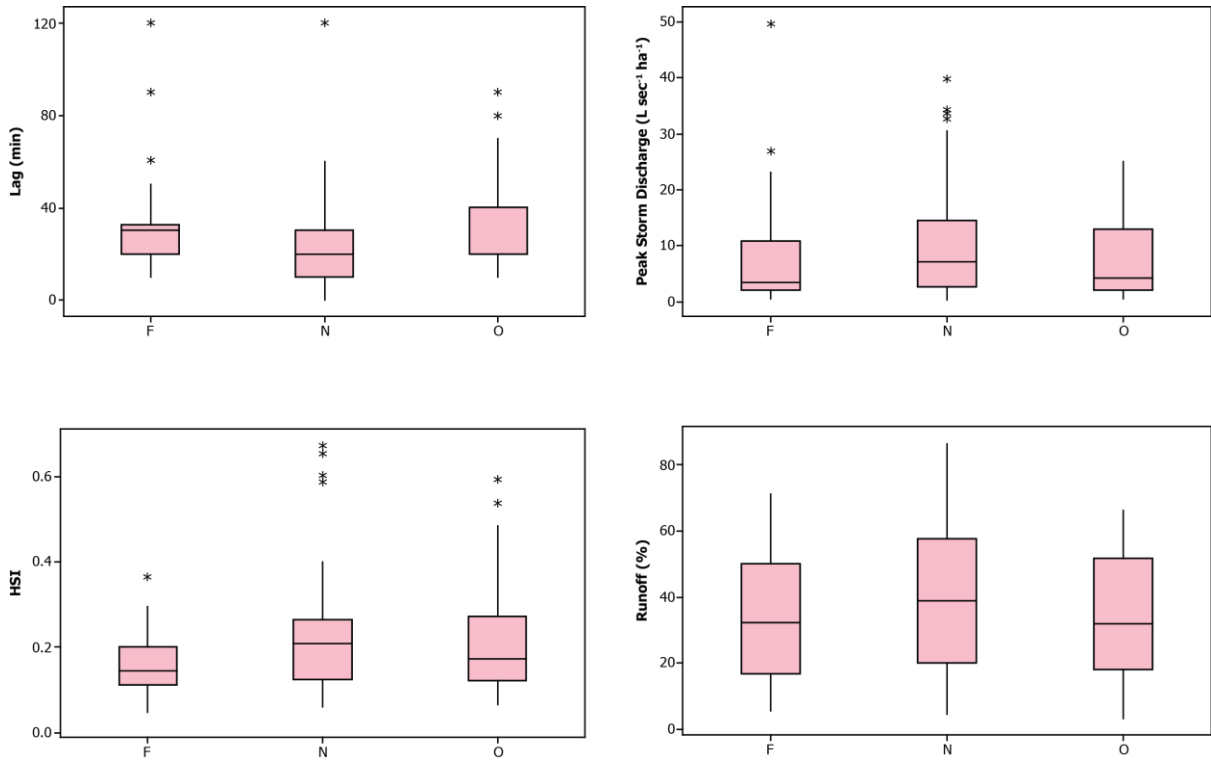 Lag (min)
120
80
40
0
F N O
Peak Storm Discharge (L sec⁻¹ ha⁻¹)
50
40
30
20
10
0
F N O
HSI
0.6
0.4
0.2
0.0
F N O
Runoff (%)
80
60
40
20
0
F N O